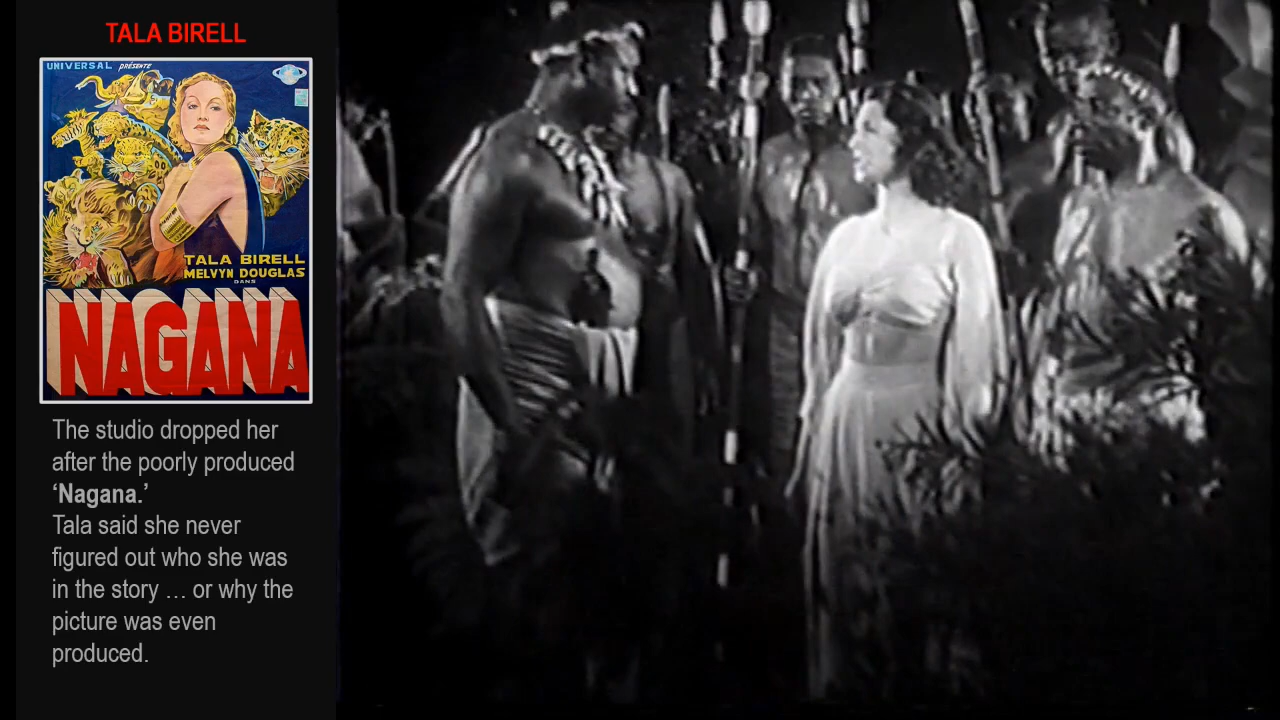 TALA BIRELL
UNIVERSAL présente
TALA BIRELL
MELVYN DOUGLAS
DANS
NAGANA
The studio dropped her
after the poorly produced
‘Nagana.’
Tala said she never
figured out who she was
in the story … or why the
picture was even
produced.